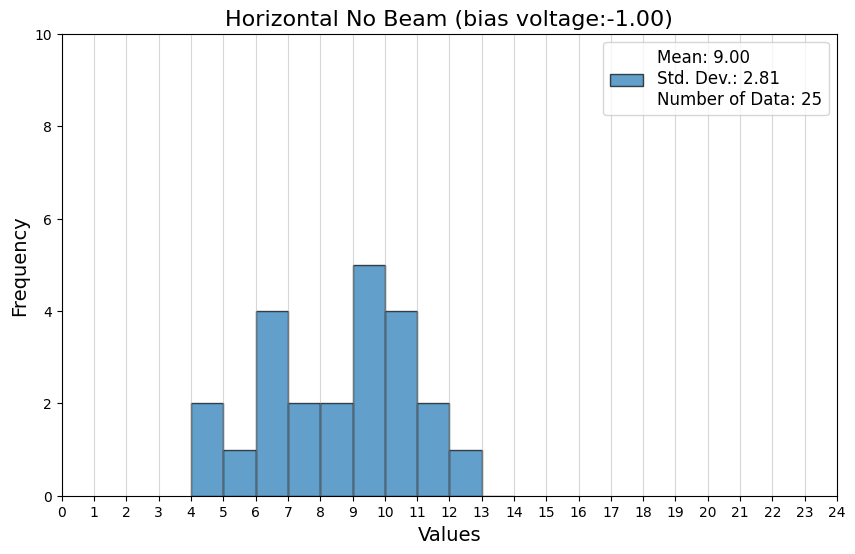 Horizontal No Beam (bias voltage:-1.00)
Mean: 9.00
Std. Dev.: 2.81
Number of Data: 25
Frequency
10
8
6
4
2
0
0 1 2 3 4 5 6 7 8 9 10 11 12 13 14 15 16 17 18 19 20 21 22 23 24
Values